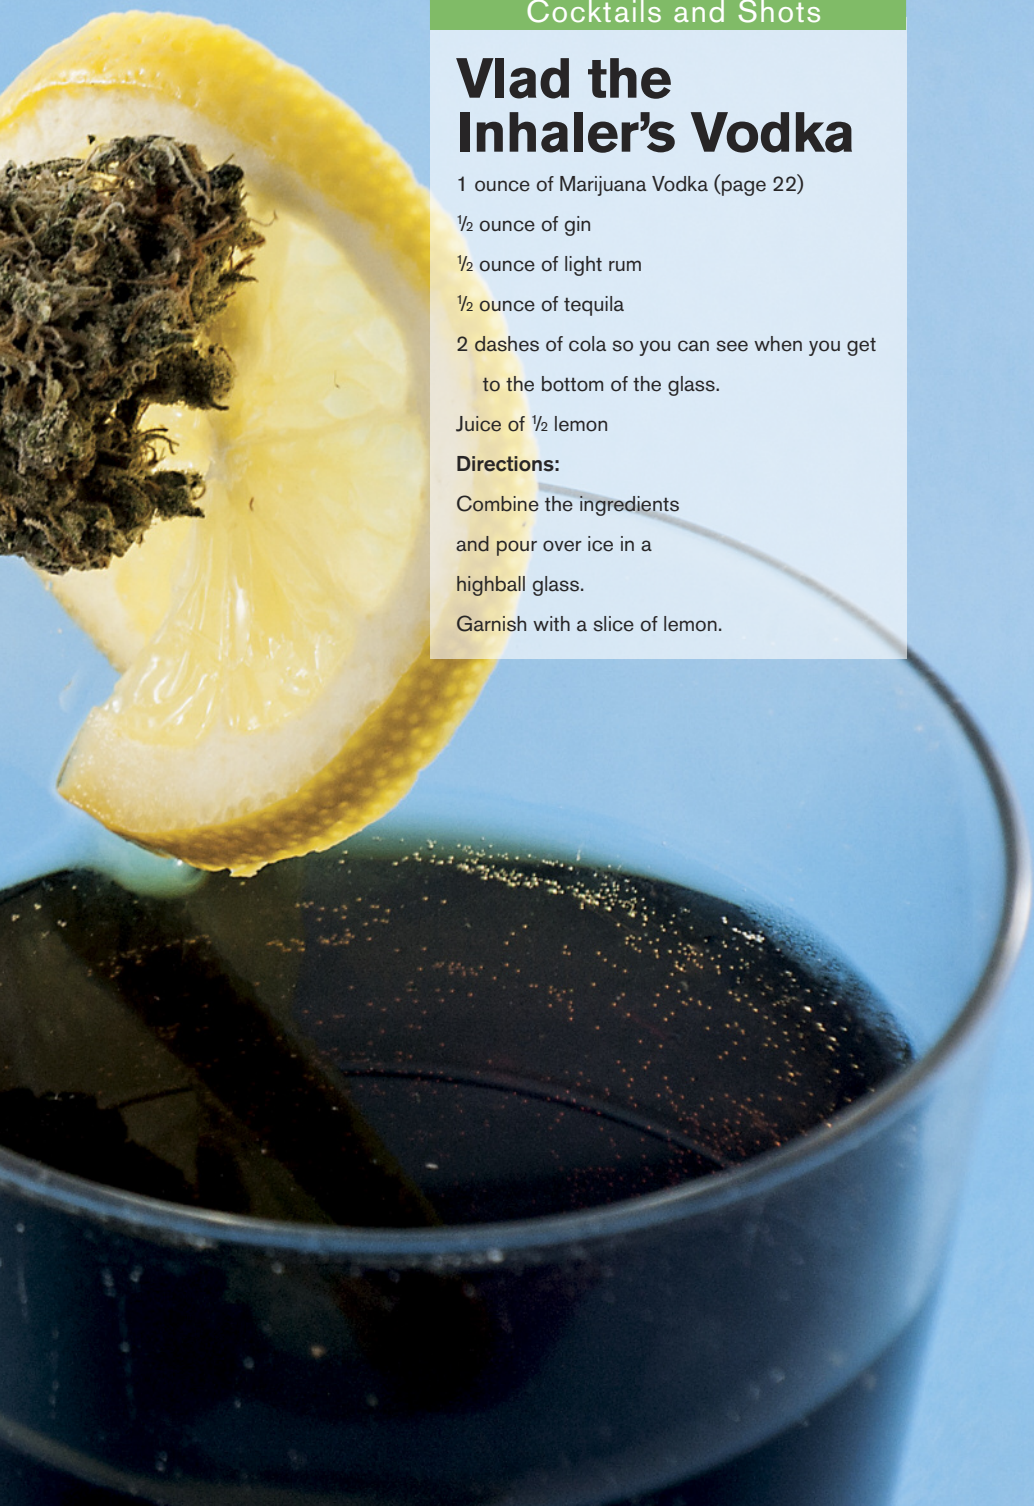 Cocktails and Shots
Vlad the
Inhaler’s Vodka
1 ounce of Marijuana Vodka (page 22)
½ ounce of gin
½ ounce of light rum
½ ounce of tequila
2 dashes of cola so you can see when you get
to the bottom of the glass.
Juice of ½ lemon
Directions:
Combine the ingredients
and pour over ice in a
highball glass.
Garnish with a slice of lemon.